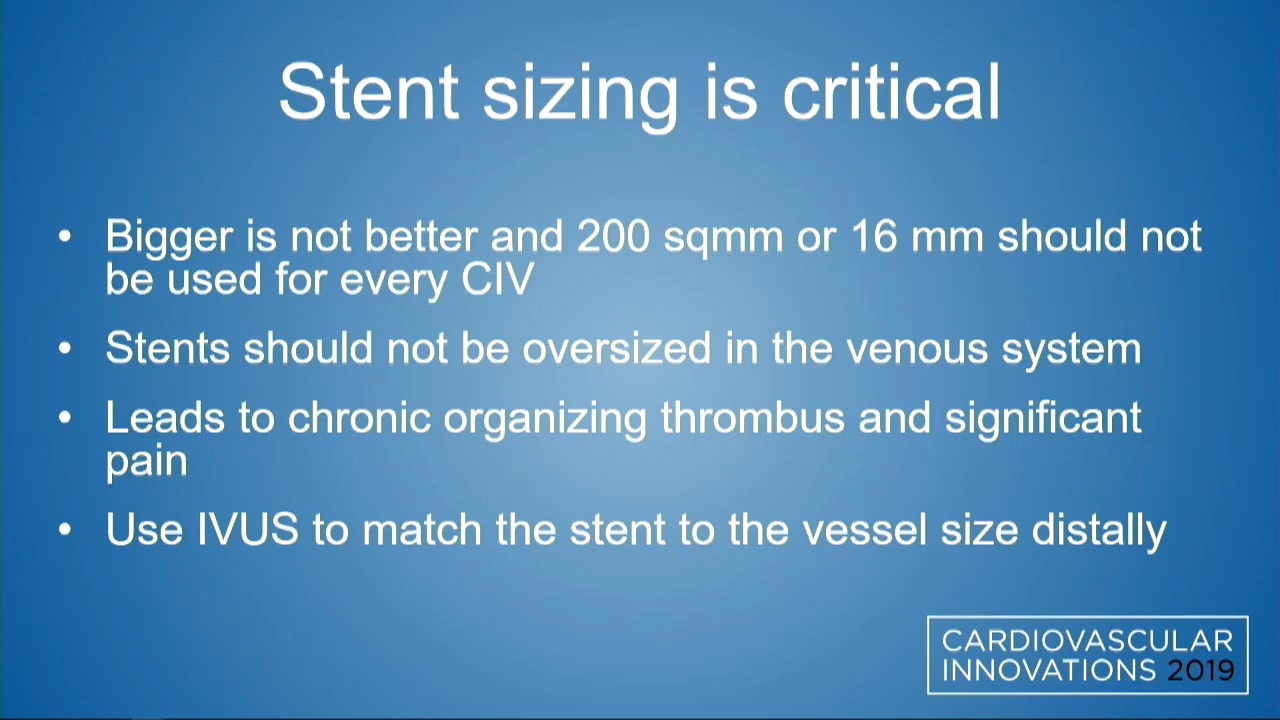 Stent sizing is critical
• Bigger is not better and 200 sqmm or 16 mm should not
be used for every CIV
• Stents should not be oversized in the venous system
• Leads to chronic organizing thrombus and significant
pain
• Use IVUS to match the stent to the vessel size distally
CARDIOVASCULAR
INNOVATIONS 2019